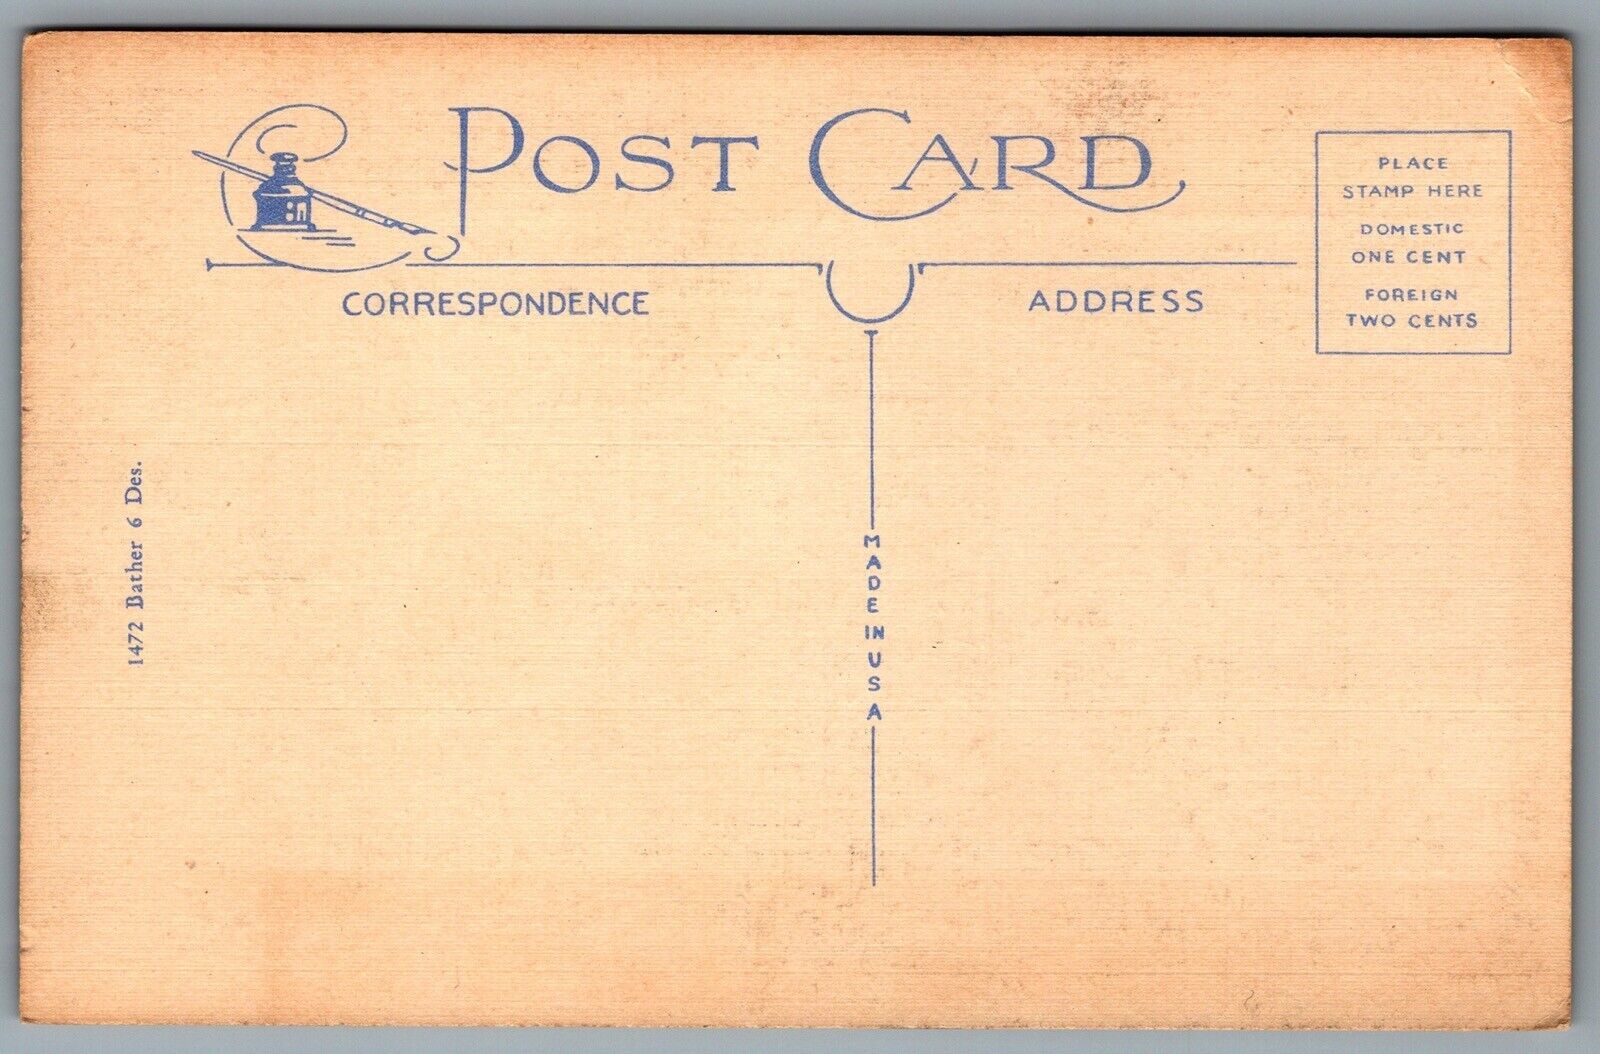 POST CARD
PLACE
STAMP HERE
DOMESTIC
ONE CENT
FOREIGN
TWO CENTS
CORRESPONDENCE
ADDRESS
1472 Bather 6 Des.
MADE IN USA